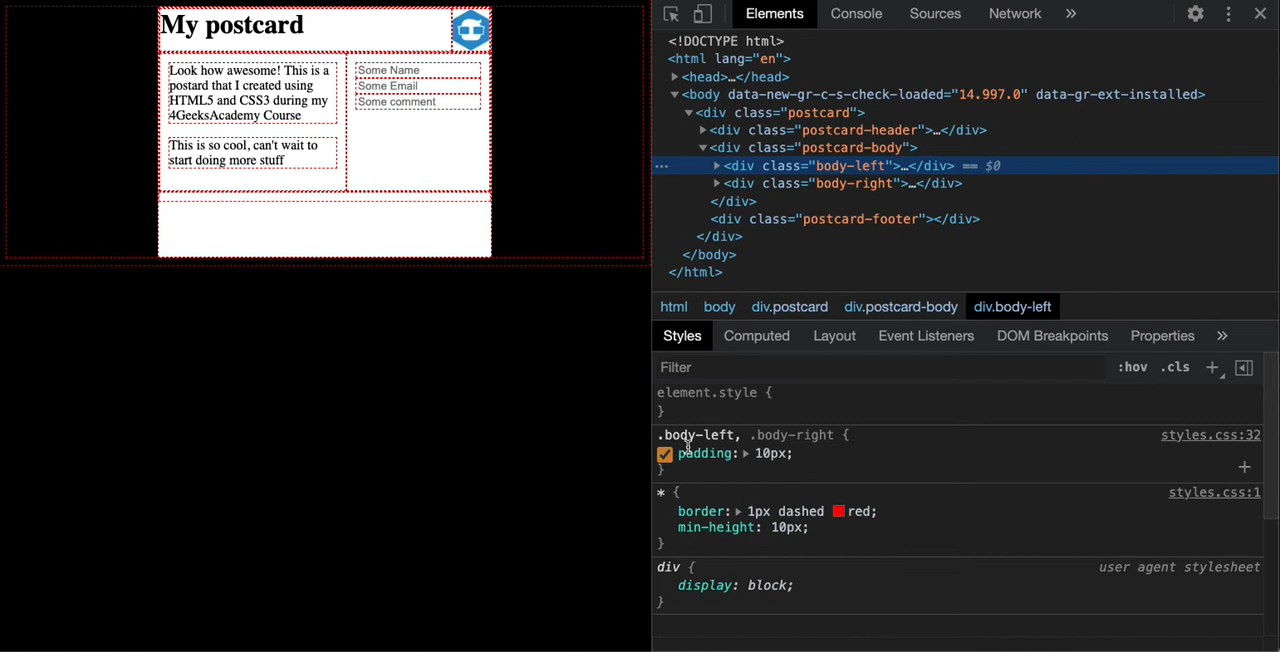 My postcard
Look how awesome! This is a
postard that I created using
HTML5 and CSS3 during my
4GeeksAcademy Course
This is so cool, can't wait to
start doing more stuff
Some Name
Some Email
Some comment
Elements Console Sources Network »
<!DOCTYPE html>
<html lang="en">
<head>…</head>
<body data-new-gr-c-s-check-loaded="14.997.0" data-gr-ext-installed>
<div class="postcard">
<div class="postcard-header">…</div>
<div class="postcard-body">
<div class="body-left">…</div> == $0
<div class="body-right">…</div>
</div>
<div class="postcard-footer"></div>
</div>
</body>
</html>
html body div.postcard div.postcard-body div.body-left
Styles Computed Layout Event Listeners DOM Breakpoints Properties »
Filter :hov .cls +
element.style {
}
.body-left, .body-right { styles.css:32
padding: 10px;
}
* { styles.css:1
border: 1px dashed red;
min-height: 10px;
}
div { user agent stylesheet
display: block;
}